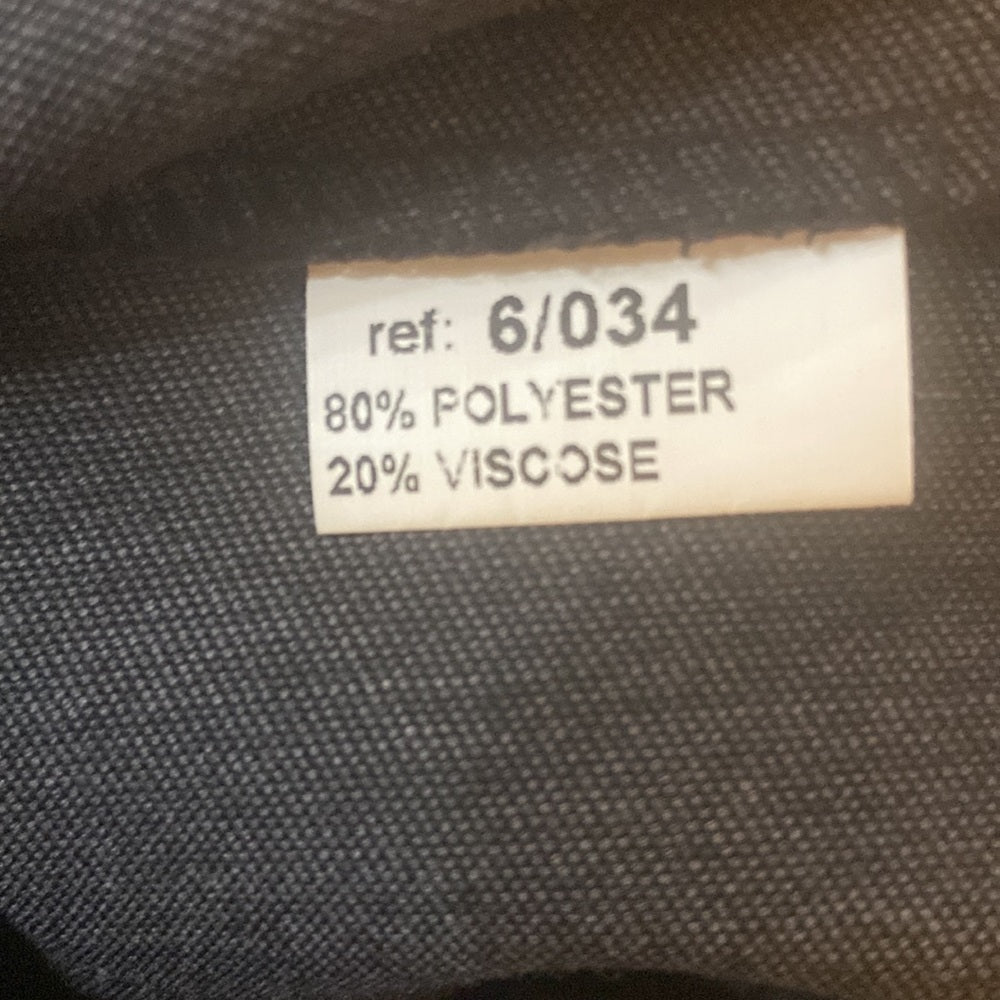 ref: 6/034
80% POLYESTER
20% VISCOSE